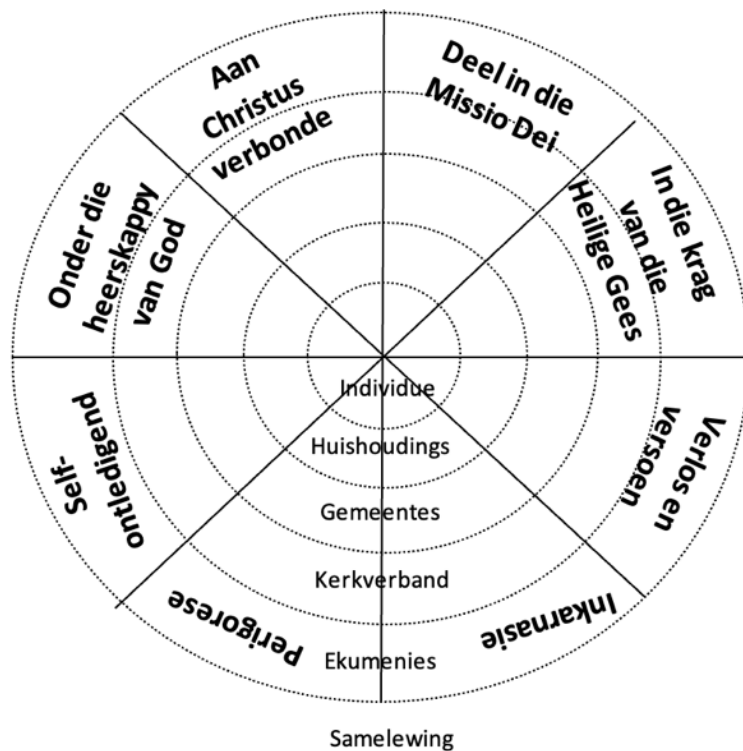 Aan
Christus
verbonde
Deel in die
Missio Dei
In die krag
van die
Heilige Gees
Verlos en
versoen
Inkarnasie
Perigorese
Self-
ontledigend
Onder die
heerskappy
van God
Individue
Huishoudings
Gemeentes
Kerkverband
Ekumenies
Samelewing